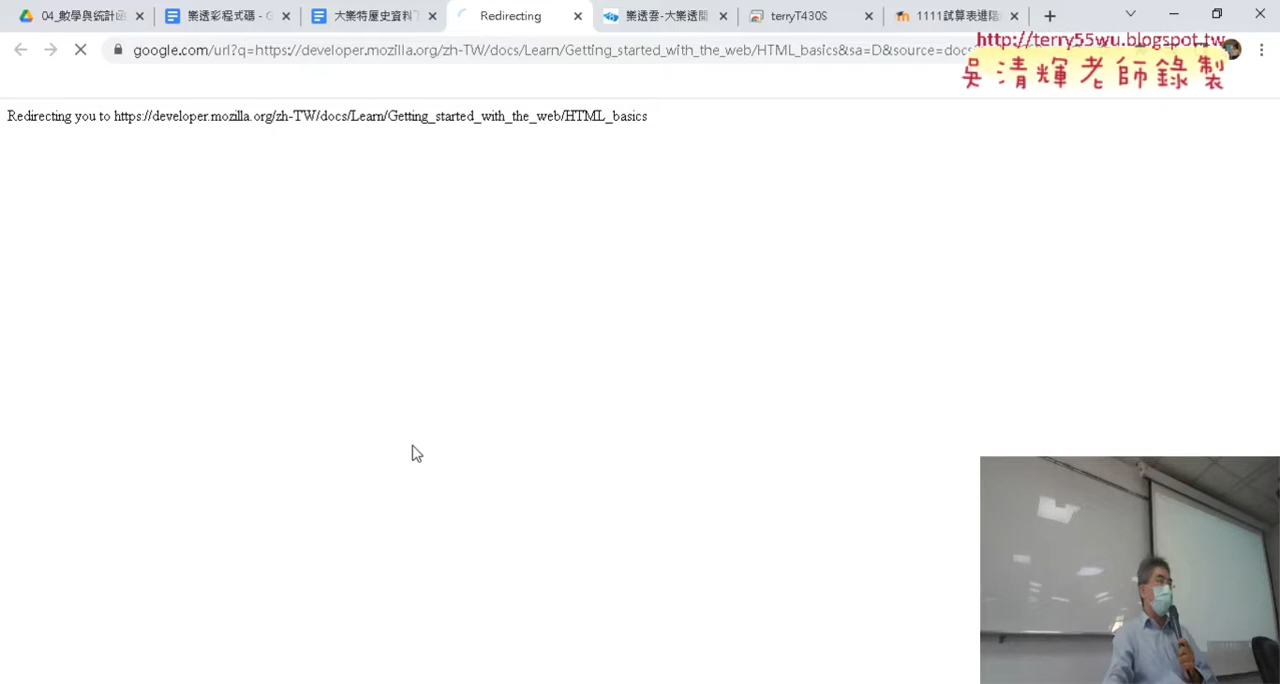 04_數學與統計函
樂透彩程式碼 - G
大樂特歷史資料下
Redirecting
樂透雲-大樂透開
terryT430S
1111試算表進階
google.com/url?q=https://developer.mozilla.org/zh-TW/docs/Learn/Getting_started_with_the_web/HTML_basics&sa=D&source=docs
http://terry55wu.blogspot.tw
吳清輝老師錄製
Redirecting you to https://developer.mozilla.org/zh-TW/docs/Learn/Getting_started_with_the_web/HTML_basics